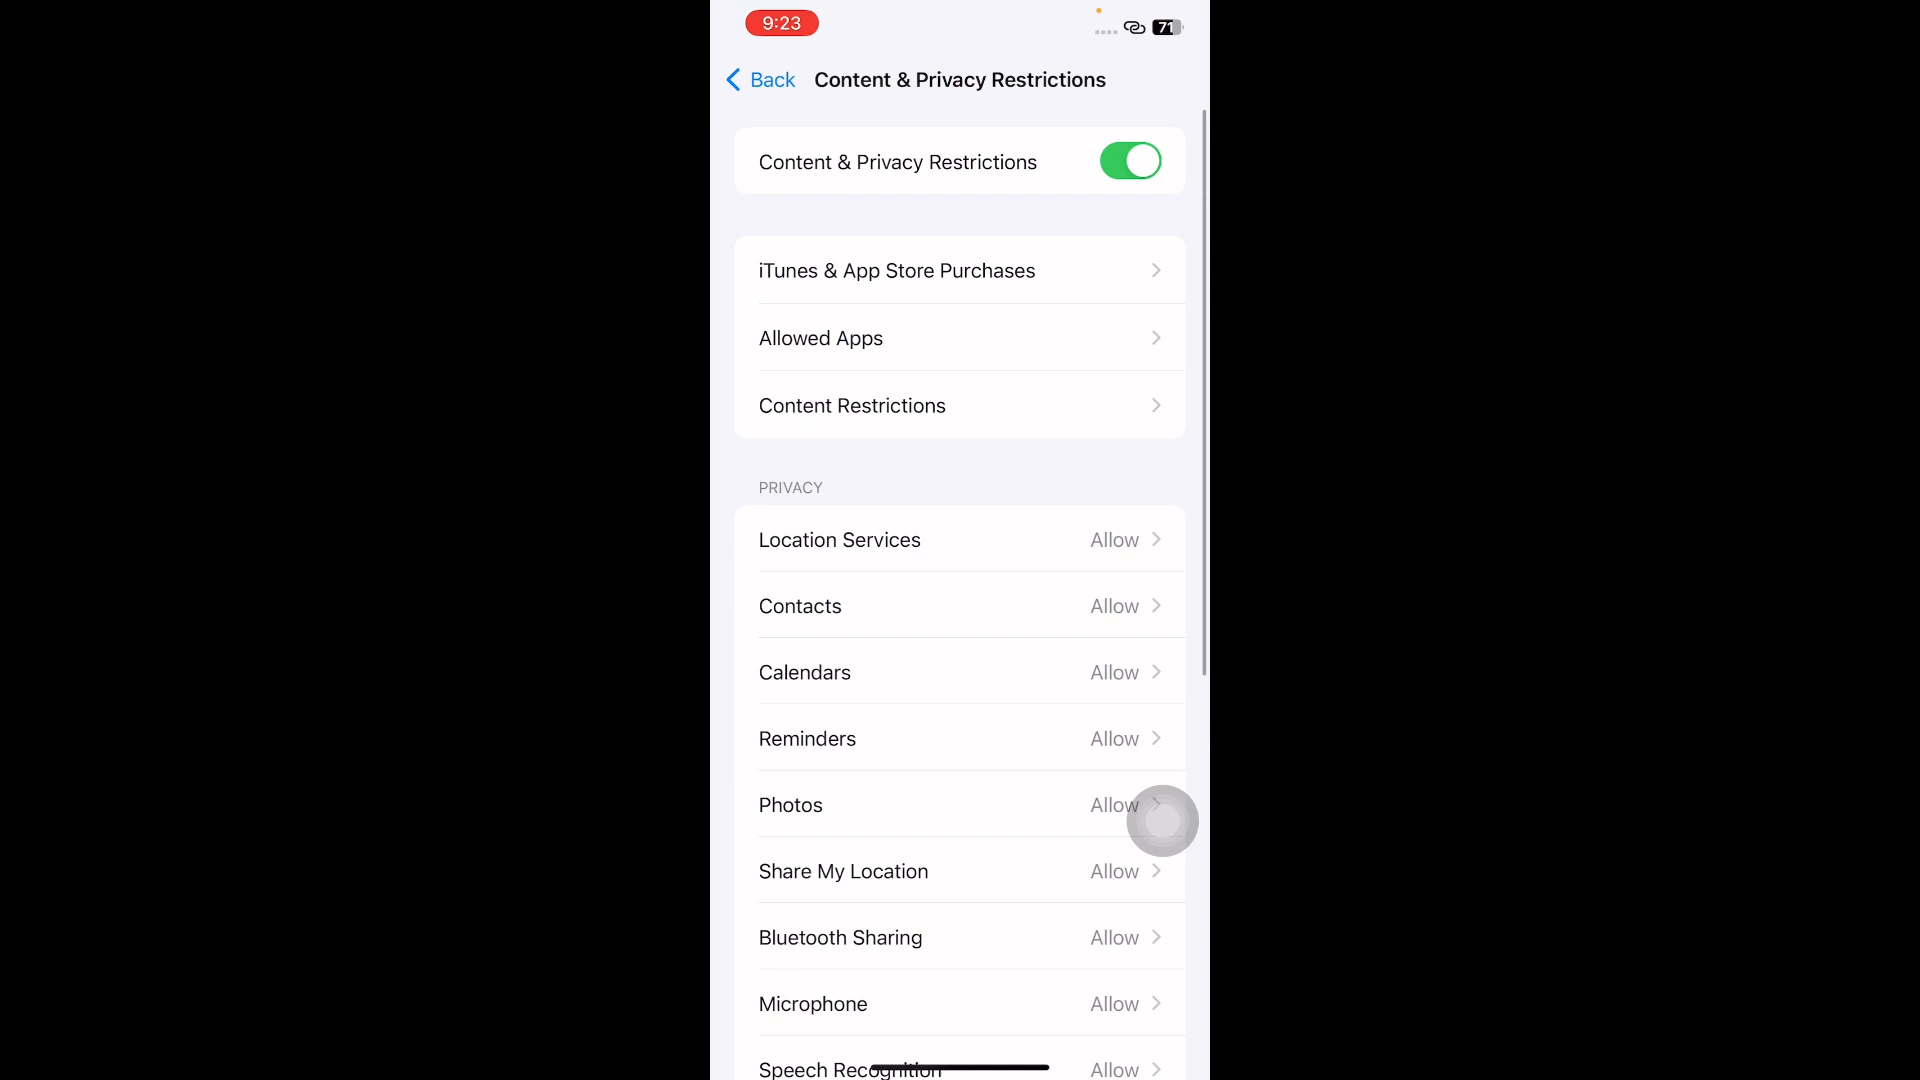 9:23
71
Back Content & Privacy Restrictions
Content & Privacy Restrictions
iTunes & App Store Purchases
Allowed Apps
Content Restrictions
PRIVACY
Location Services Allow
Contacts Allow
Calendars Allow
Reminders Allow
Photos Allow
Share My Location Allow
Bluetooth Sharing Allow
Microphone Allow
Speech Recognition Allow